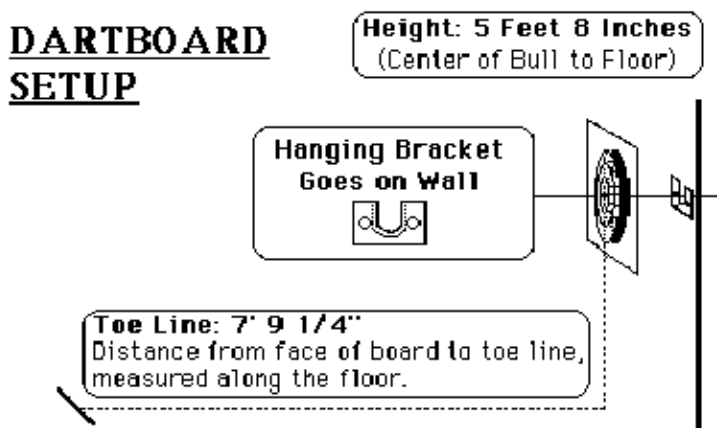 DARTBOARD
SETUP
Height: 5 Feet 8 Inches
(Center of Bull to Floor)
Hanging Bracket
Goes on Wall
Toe Line: 7' 9 1/4"
Distance from face of board to toe line,
measured along the floor.